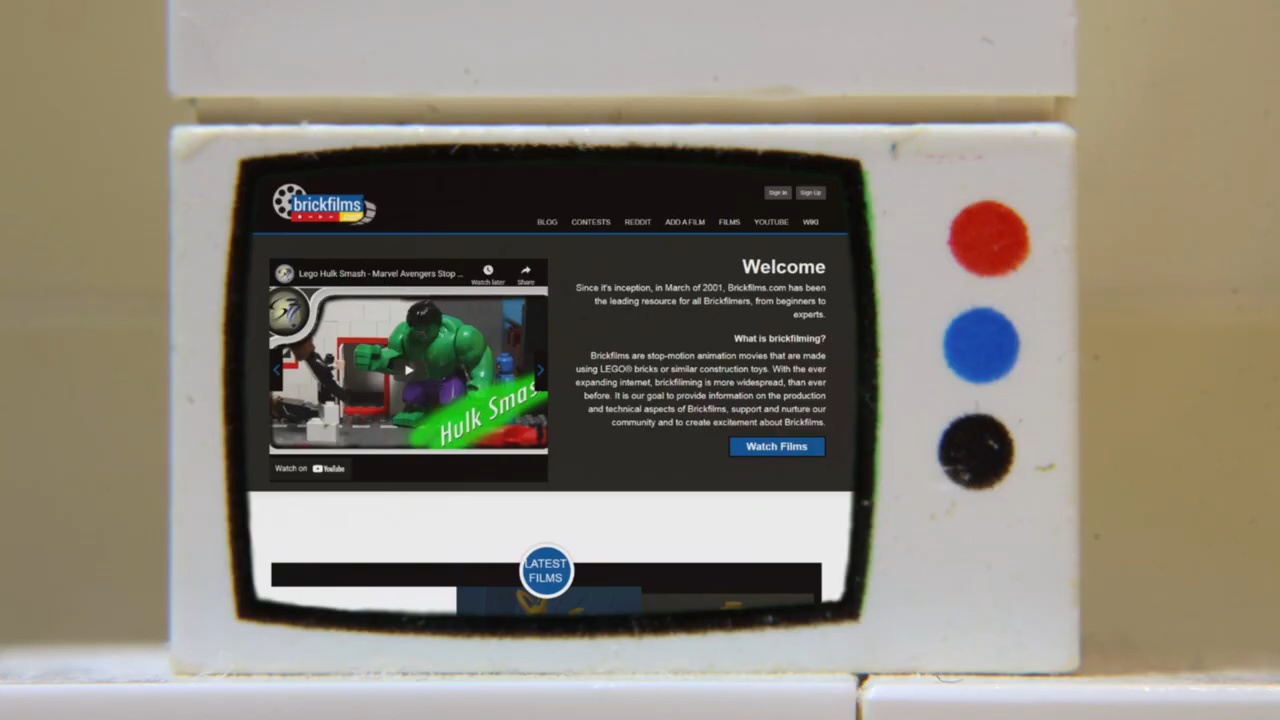 brickfilms
.com
Sign In
Sign Up
BLOG
CONTESTS
REDDIT
ADD A FILM
FILMS
YOUTUBE
WIKI
Lego Hulk Smash - Marvel Avengers Stop ...
Watch later
Share
Hulk Smas
Watch on YouTube
Welcome
Since it's inception, in March of 2001, Brickfilms.com has been
the leading resource for all Brickfilmers, from beginners to
experts.
What is brickfilming?
Brickfilms are stop-motion animation movies that are made
using LEGO® bricks or similar construction toys. With the ever
expanding internet, brickfiliming is more widespread, than ever
before. It is our goal to provide information on the production
and technical aspects of Brickfilms, support and nurture our
community and to create excitement about Brickfilms.
Watch Films
LATEST
FILMS